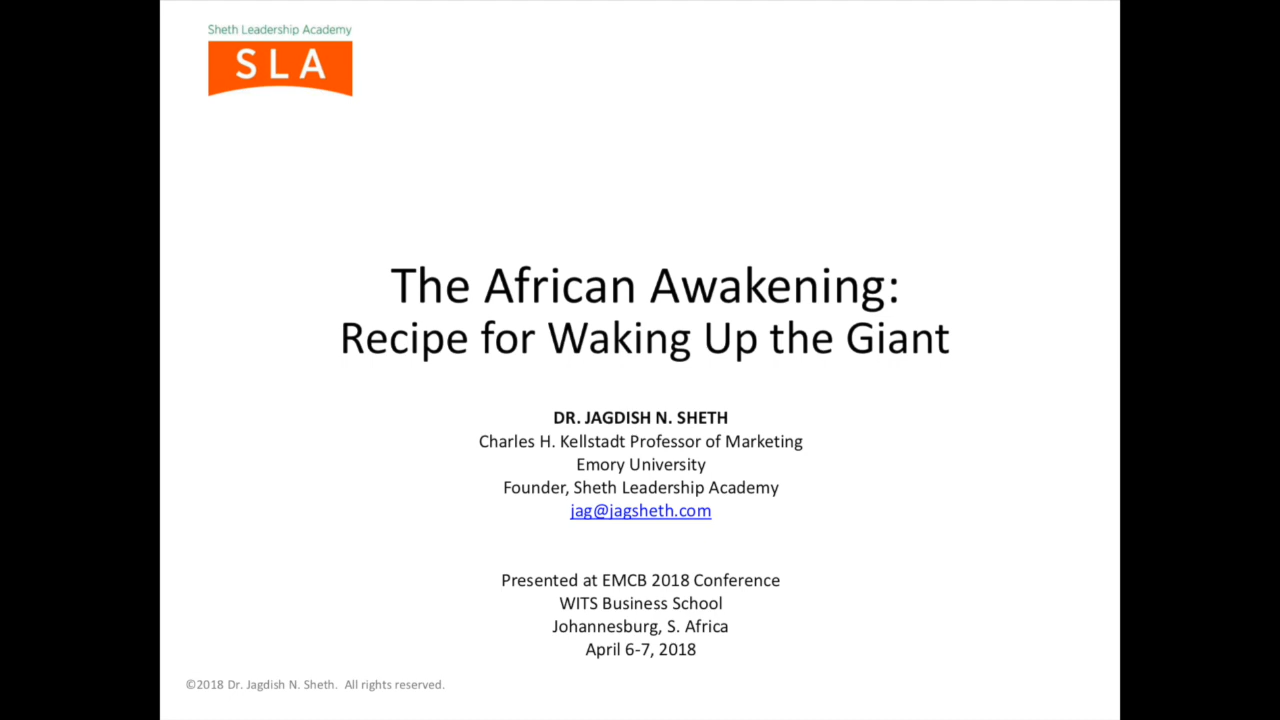 Sheth Leadership Academy
SLA
The African Awakening:
Recipe for Waking Up the Giant
DR. JAGDISH N. SHETH
Charles H. Kellstadt Professor of Marketing
Emory University
Founder, Sheth Leadership Academy
jag@jagsheth.com
Presented at EMCB 2018 Conference
WITS Business School
Johannesburg, S. Africa
April 6-7, 2018
©2018 Dr. Jagdish N. Sheth. All rights reserved.